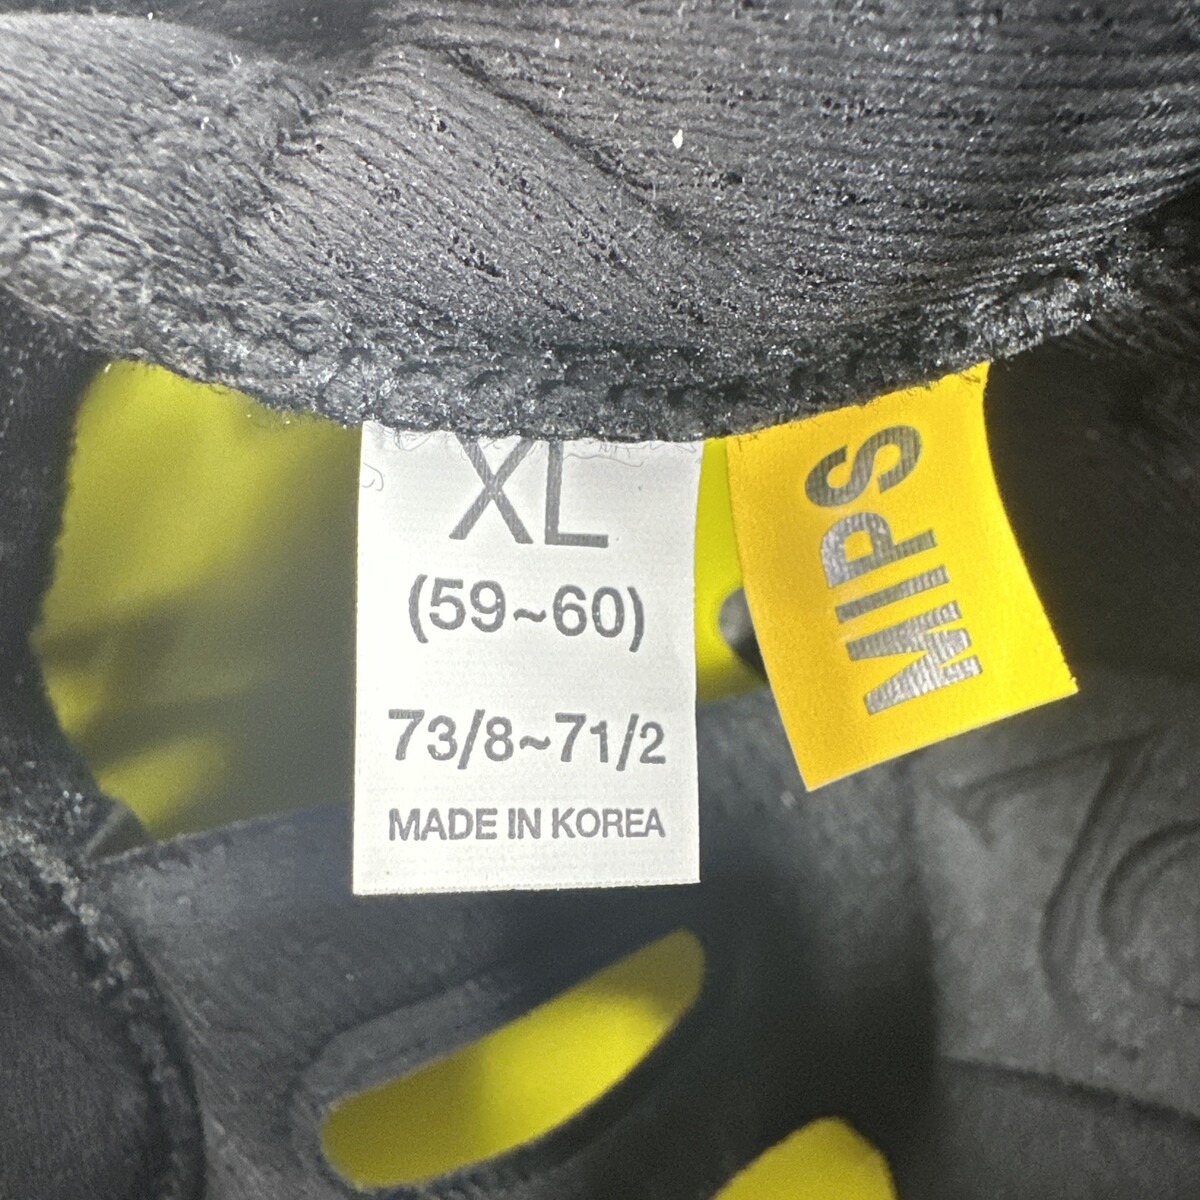 XL
(59~60)
73/8~71/2
MADE IN KOREA
MIPS